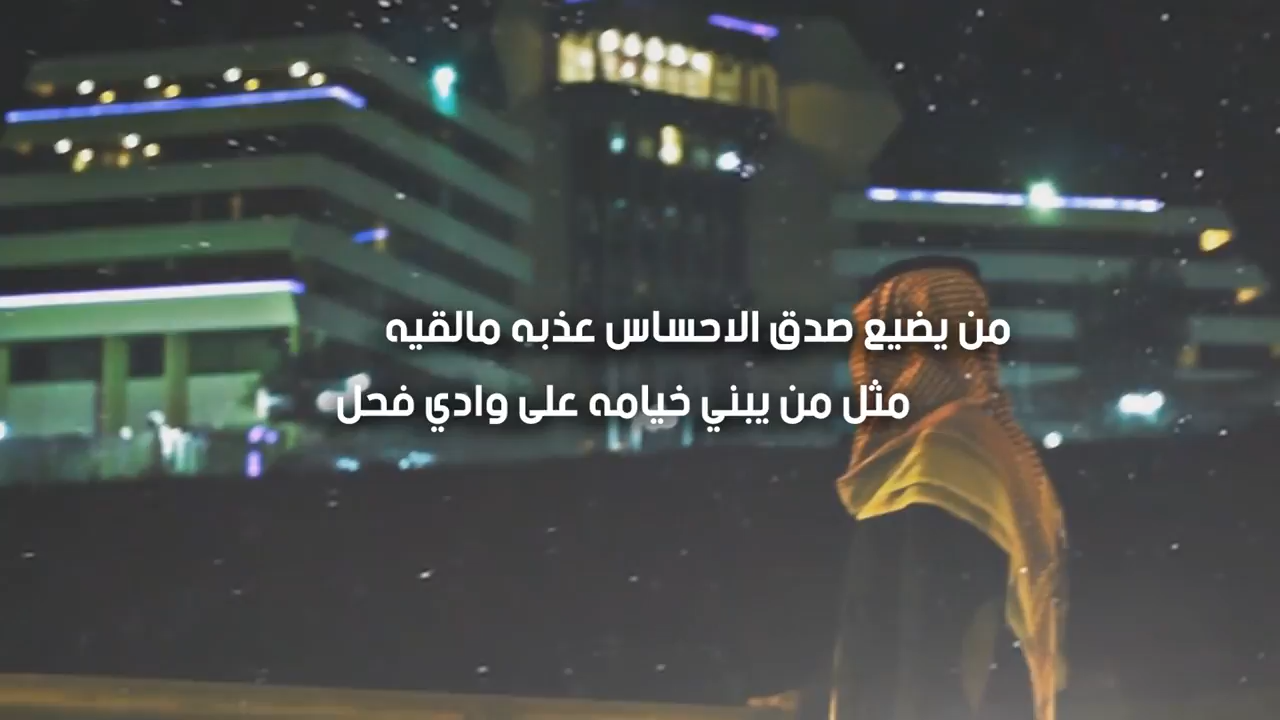 من يضيع صدق الاحساس عذبه مالقيه
مثل من يبني خيامه على وادي فحل